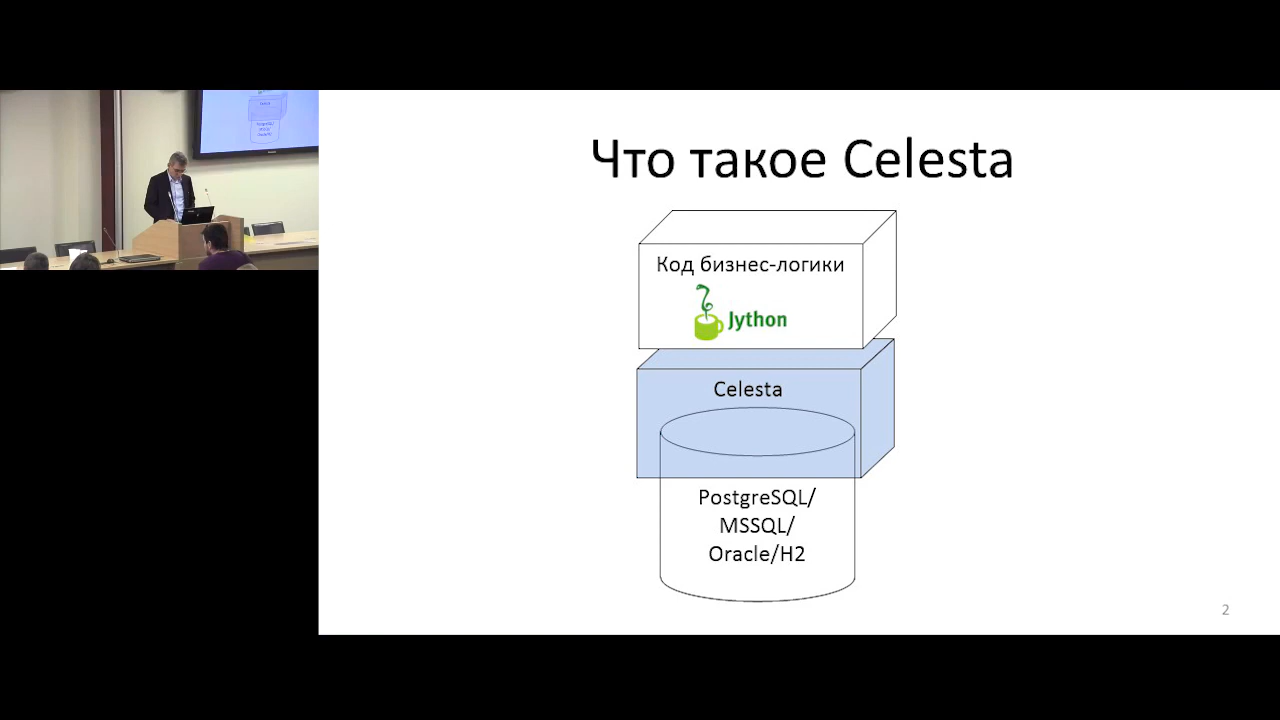 Что такое Celesta
Код бизнес-логики
Jython
Celesta
PostgreSQL/
MSSQL/
Oracle/H2
2